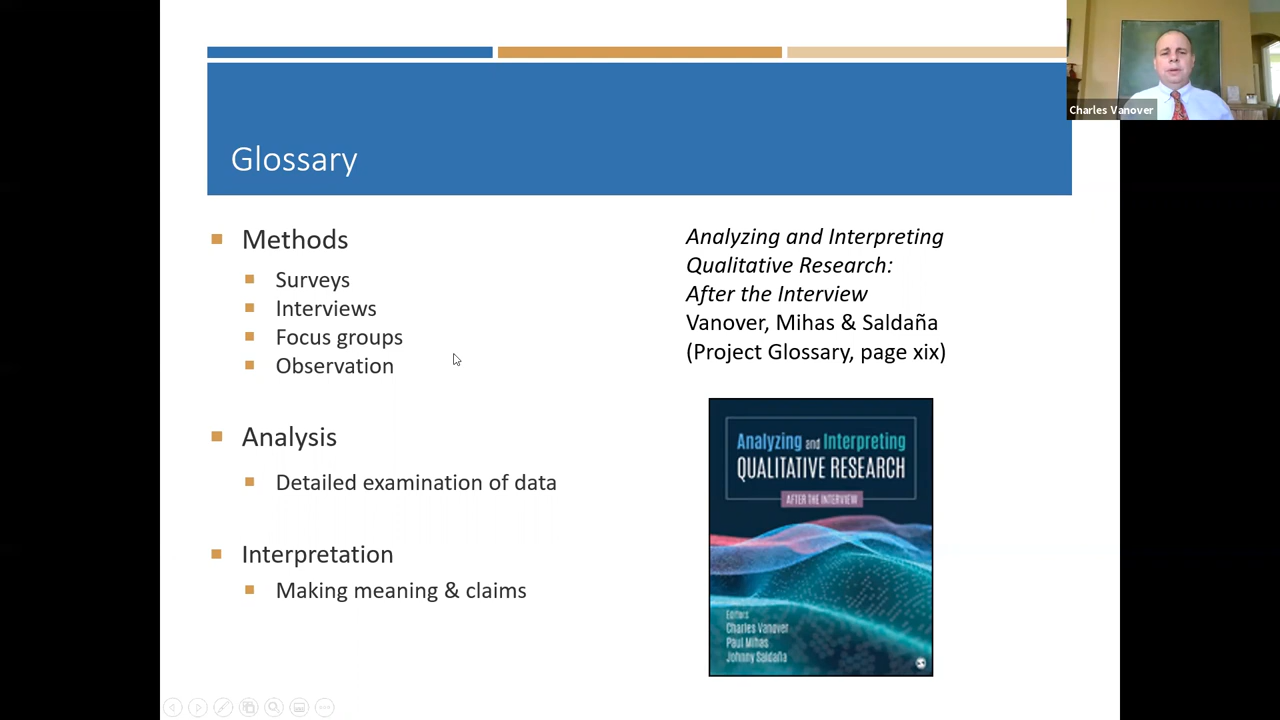 Charles Vanover
Glossary
Methods
Surveys
Interviews
Focus groups
Observation
Analysis
Detailed examination of data
Interpretation
Making meaning & claims
Analyzing and Interpreting
Qualitative Research:
After the Interview
Vanover, Mihas & Saldaña
(Project Glossary, page xix)
Analyzing and Interpreting
QUALITATIVE RESEARCH
AFTER THE INTERVIEW
Editors
Charles Vanover
Paul Mihas
Johnny Saldaña